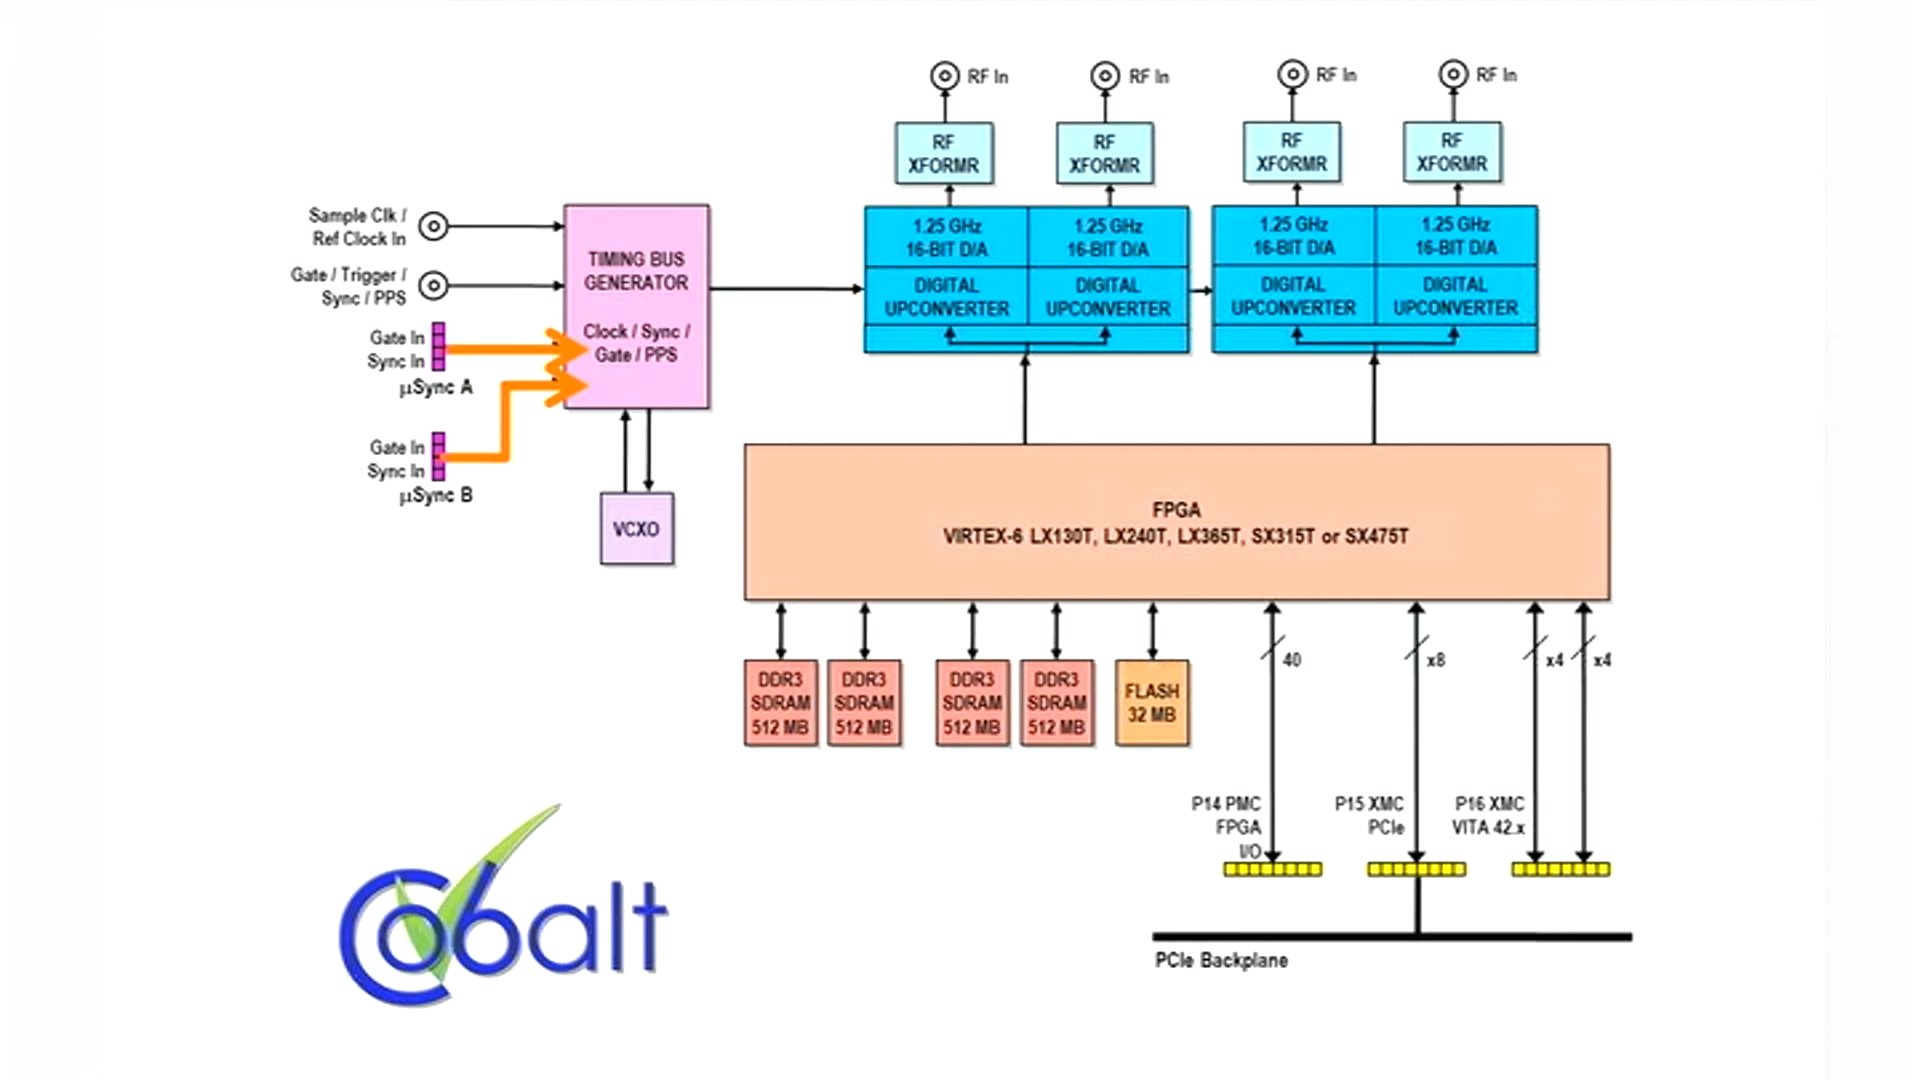 RF In
RF In
RF In
RF In
RF
XFORMR
RF
XFORMR
RF
XFORMR
RF
XFORMR
Sample Clk /
Ref Clock In
Gate / Trigger /
Sync / PPS
Gate In
Sync In
µSync A
Gate In
Sync In
µSync B
TIMING BUS
GENERATOR
Clock / Sync /
Gate / PPS
VCXO
1.25 GHz
16-BIT D/A
1.25 GHz
16-BIT D/A
1.25 GHz
16-BIT D/A
1.25 GHz
16-BIT D/A
DIGITAL
UPCONVERTER
DIGITAL
UPCONVERTER
DIGITAL
UPCONVERTER
DIGITAL
UPCONVERTER
FPGA
VIRTEX-6 LX130T, LX240T, LX365T, SX315T or SX475T
DDR3
SDRAM
512 MB
DDR3
SDRAM
512 MB
DDR3
SDRAM
512 MB
DDR3
SDRAM
512 MB
FLASH
32 MB
40
x8
x4
x4
P14 PMC
FPGA
I/O
P15 XMC
PCIe
P16 XMC
VITA 42.x
PCIe Backplane
Cobalt